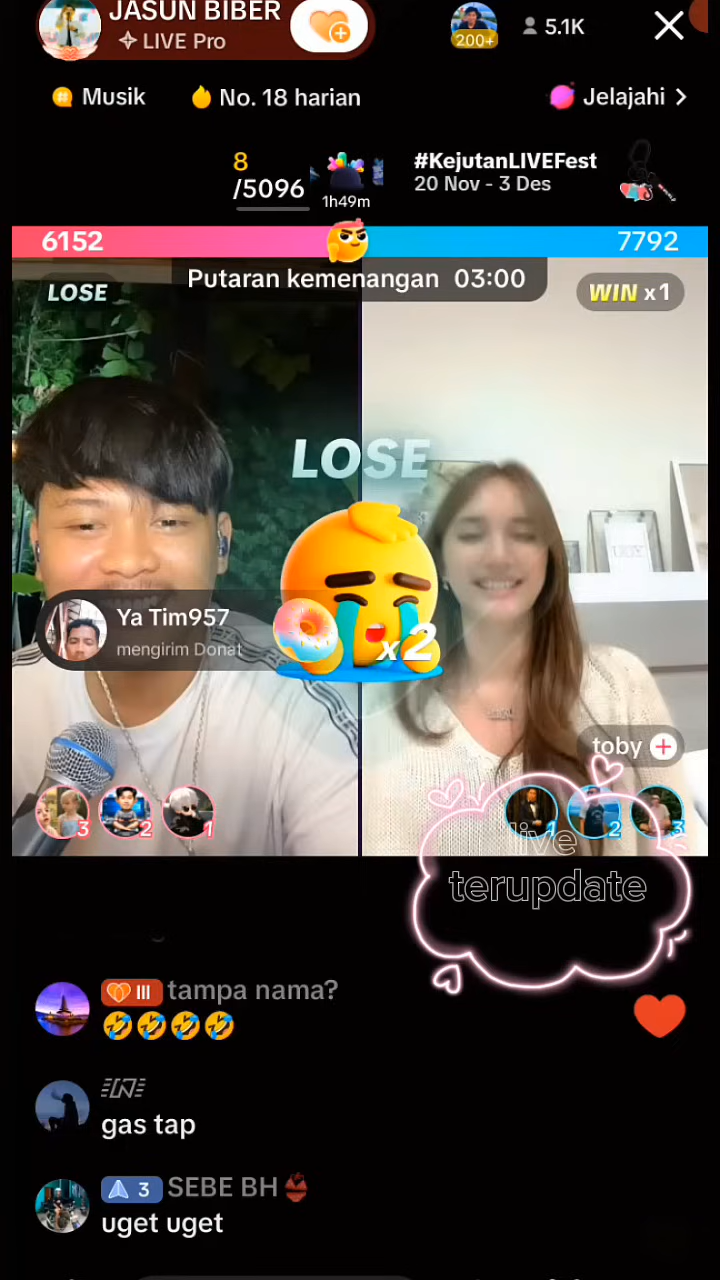 JASUN BIBER
LIVE Pro
200+
5.1K
Musik
No. 18 harian
Jelajahi
8
/5096
1h49m
#KejutanLIVEFest
20 Nov - 3 Des
6152
7792
Putaran kemenangan 03:00
LOSE
WIN x1
LOSE
Ya Tim957
mengirim Donat
x2
toby
3
2
1
1
2
3
live
terupdate
III tampa nama?
🤣🤣🤣🤣
gas tap
3 SEBE BH
uget uget